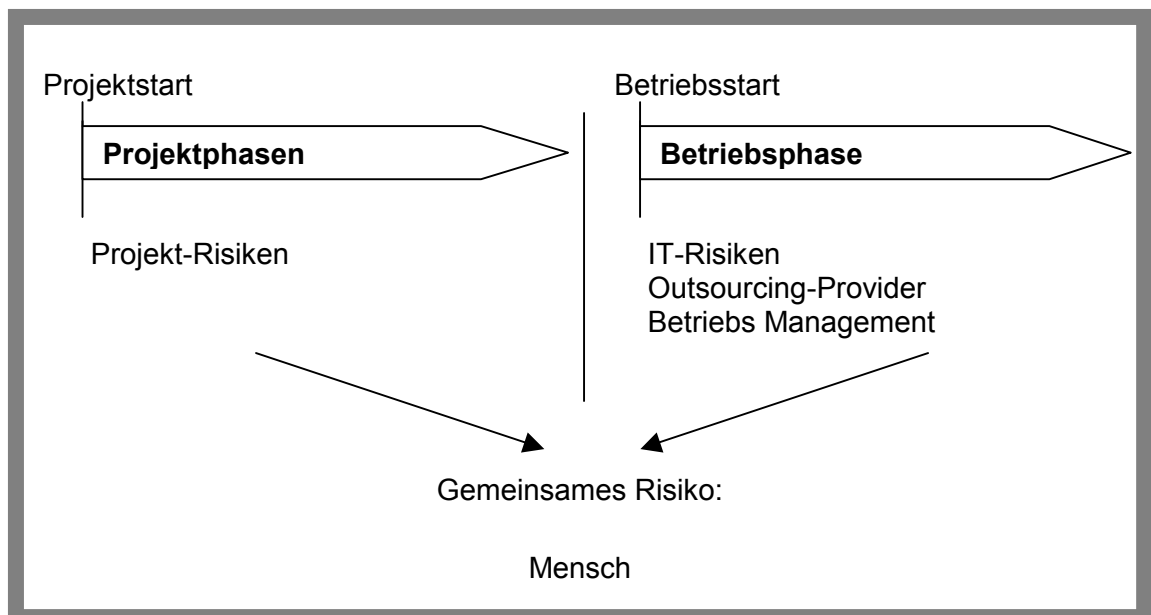 Projektstart
Projektphasen
Projekt-Risiken
Betriebsstart
Betriebsphase
IT-Risiken
Outsourcing-Provider
Betriebs Management
Gemeinsames Risiko:
Mensch